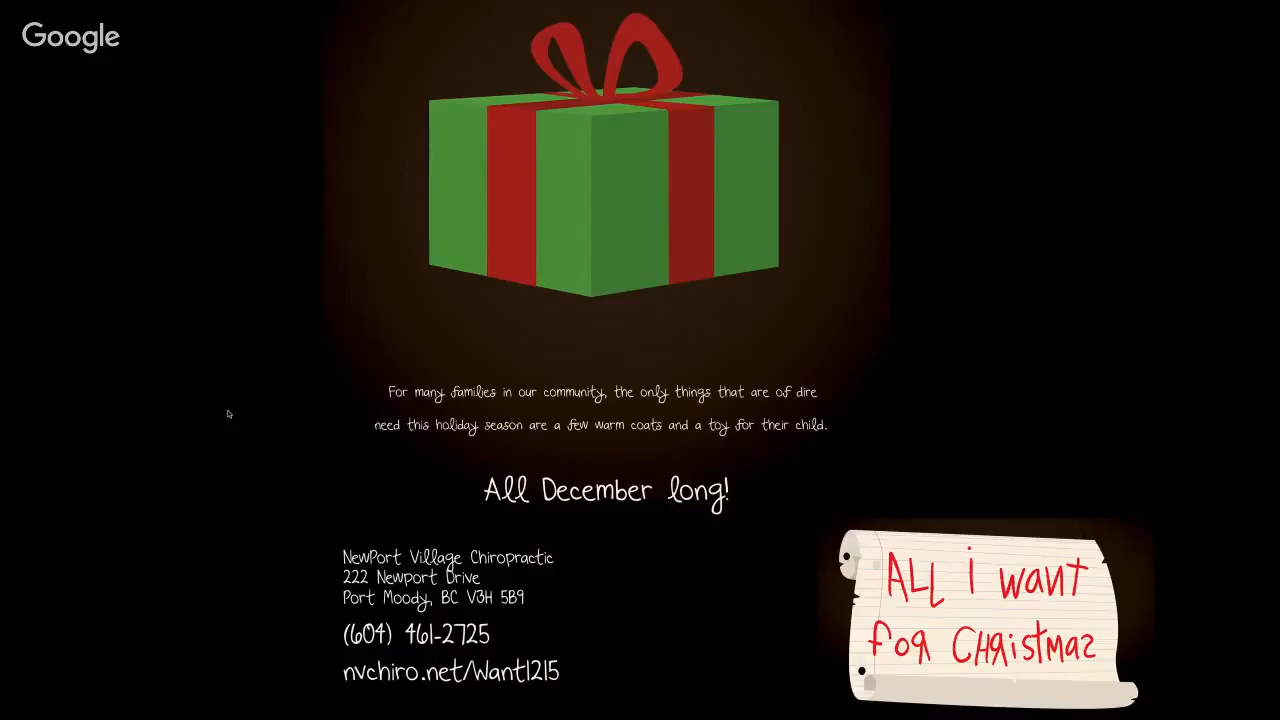 Google
For many families in our community, the only things that are of dire
need this holiday season are a few warm coats and a toy for their child.
All December long!
NewPort Village Chiropractic
222 Newport Drive
Port Moody, BC V3H 5B9
(604) 461-2725
nvchiro.net/Want1215
ALL i want
for CHRistmas